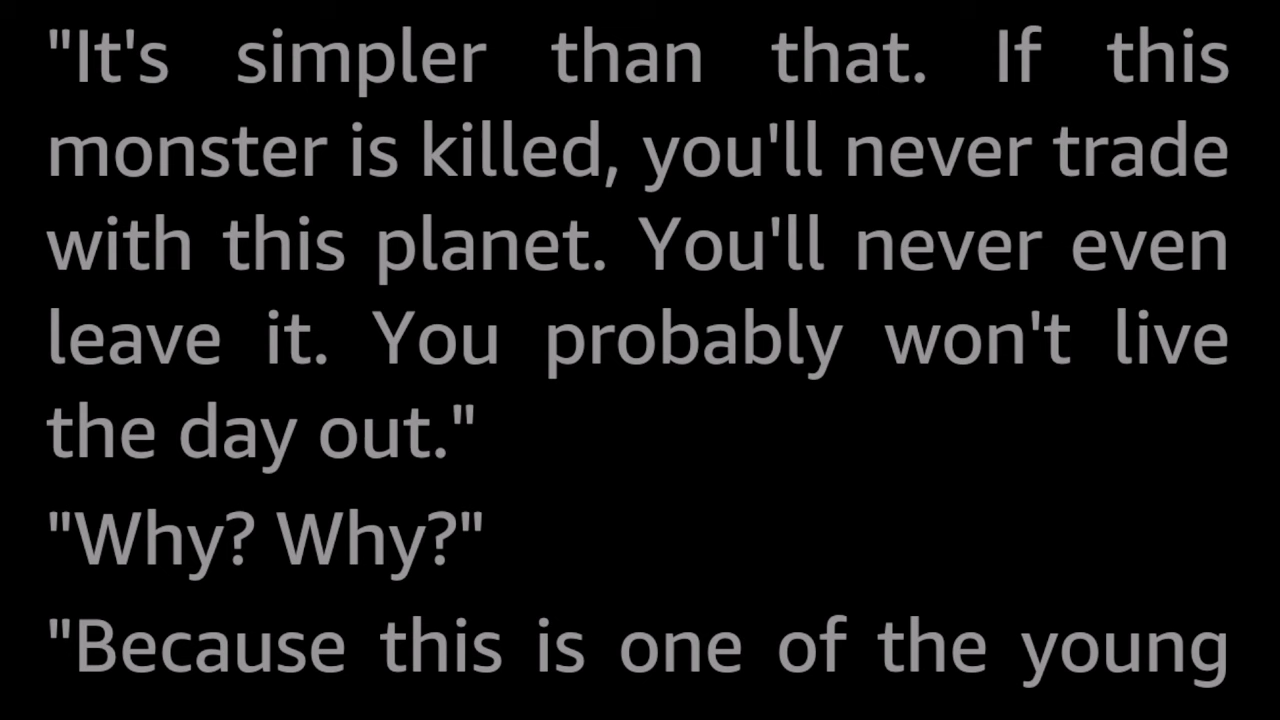 "It's simpler than that. If this
monster is killed, you'll never trade
with this planet. You'll never even
leave it. You probably won't live
the day out."
"Why? Why?"
"Because this is one of the young